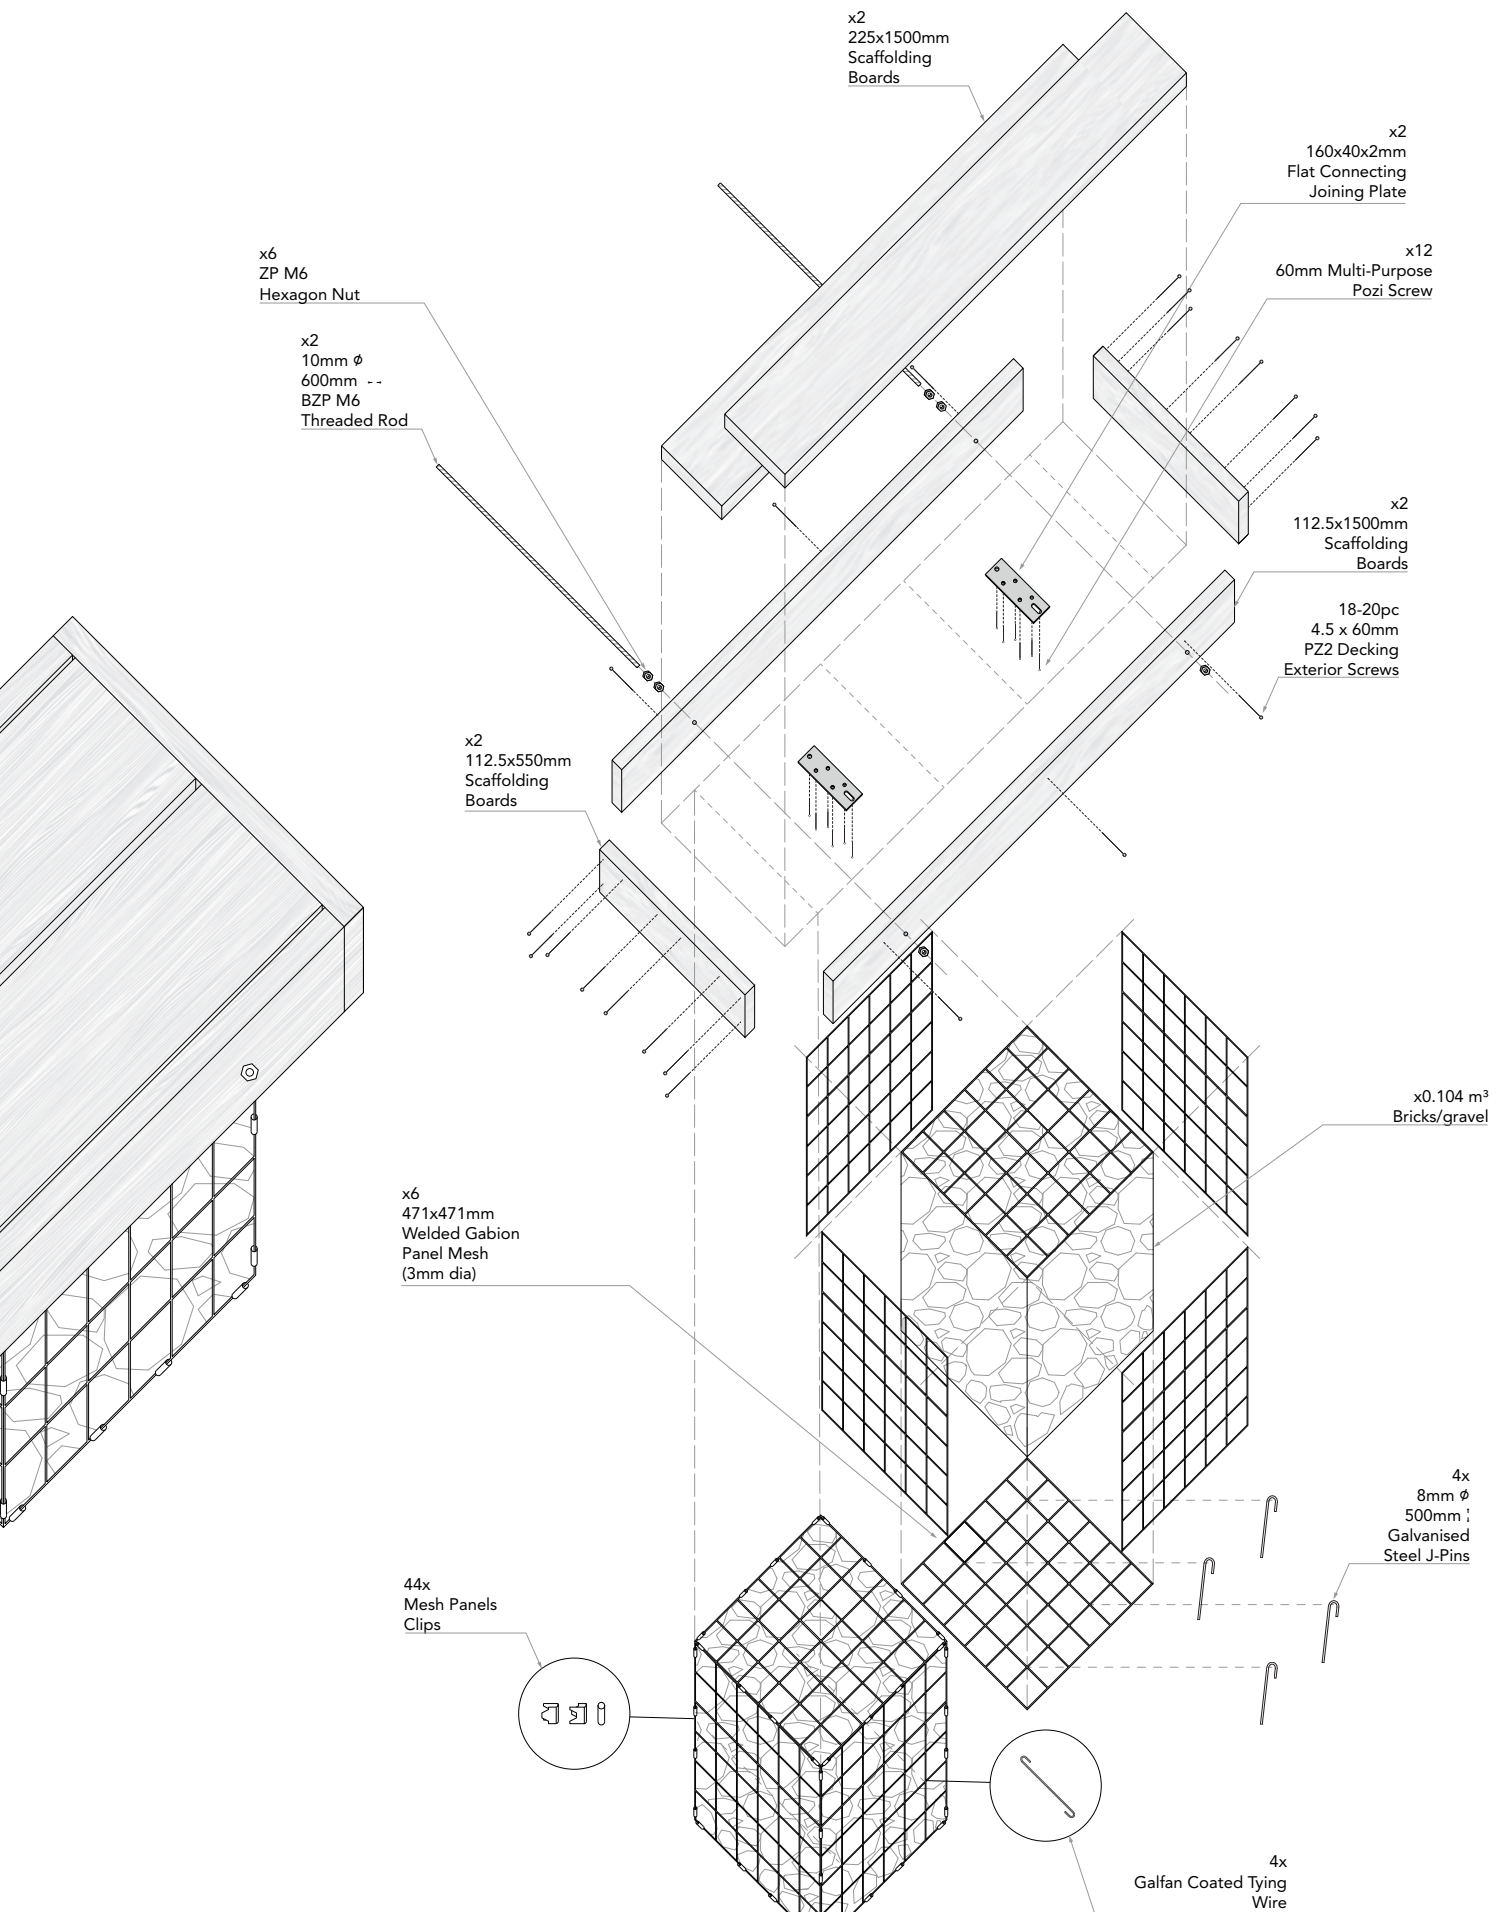 x2
225x1500mm
Scaffolding
Boards
x2
160x40x2mm
Flat Connecting
Joining Plate
x12
60mm Multi-Purpose
Pozi Screw
x6
ZP M6
Hexagon Nut
x2
10mm ⌀
600mm
BZP M6
Threaded Rod
x2
112.5x1500mm
Scaffolding
Boards
18-20pc
4.5 x 60mm
PZ2 Decking
Exterior Screws
x2
112.5x550mm
Scaffolding
Boards
x0.104 m³
Bricks/gravel
x6
471x471mm
Welded Gabion
Panel Mesh
(3mm dia)
4x
8mm ⌀
500mm
Galvanised
Steel J-Pins
44x
Mesh Panels
Clips
4x
Galfan Coated Tying
Wire